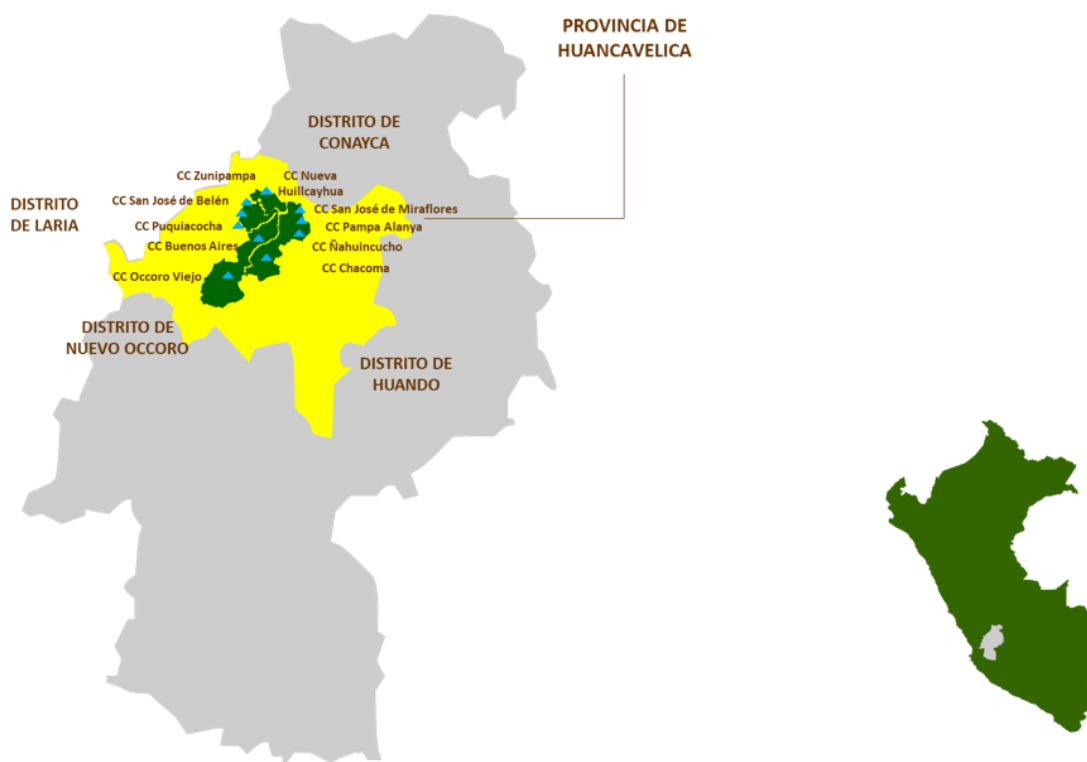 PROVINCIA DE
HUANCAVELICA
DISTRITO DE
CONAYCA
CC Zunipampa
CC Nueva
Huillcayhua
CC San José de Belén
DISTRITO
DE LARIA
CC San José de Miraflores
CC Puquiacocha
CC Pampa Alanya
CC Buenos Aires
CC Ñahuincucho
CC Chacoma
CC Occoro Viejo
DISTRITO DE
NUEVO OCCORO
DISTRITO DE
HUANDO